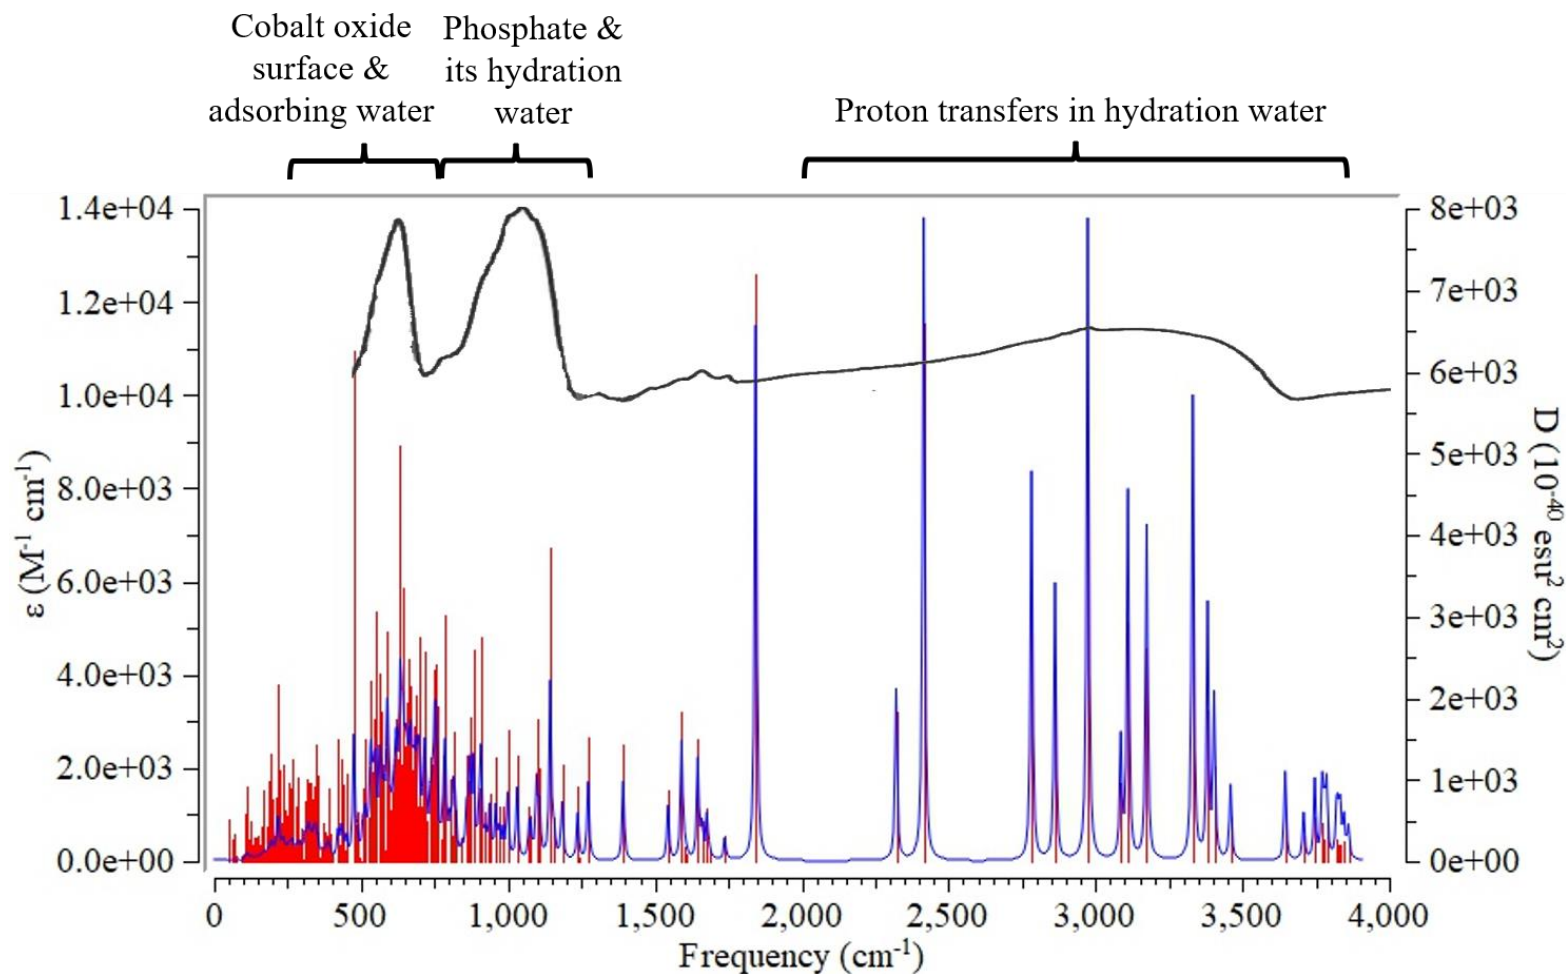 Cobalt oxide
surface &
adsorbing water
Phosphate &
its hydration
water
Proton transfers in hydration water
1.4e+04
1.2e+04
1.0e+04
8.0e+03
6.0e+03
4.0e+03
2.0e+03
0.0e+00
ε (M⁻¹ cm⁻¹)
8e+03
7e+03
6e+03
5e+03
4e+03
3e+03
2e+03
1e+03
0e+00
D (10⁻⁴⁰ esu² cm²)
0 500 1,000 1,500 2,000 2,500 3,000 3,500 4,000
Frequency (cm⁻¹)